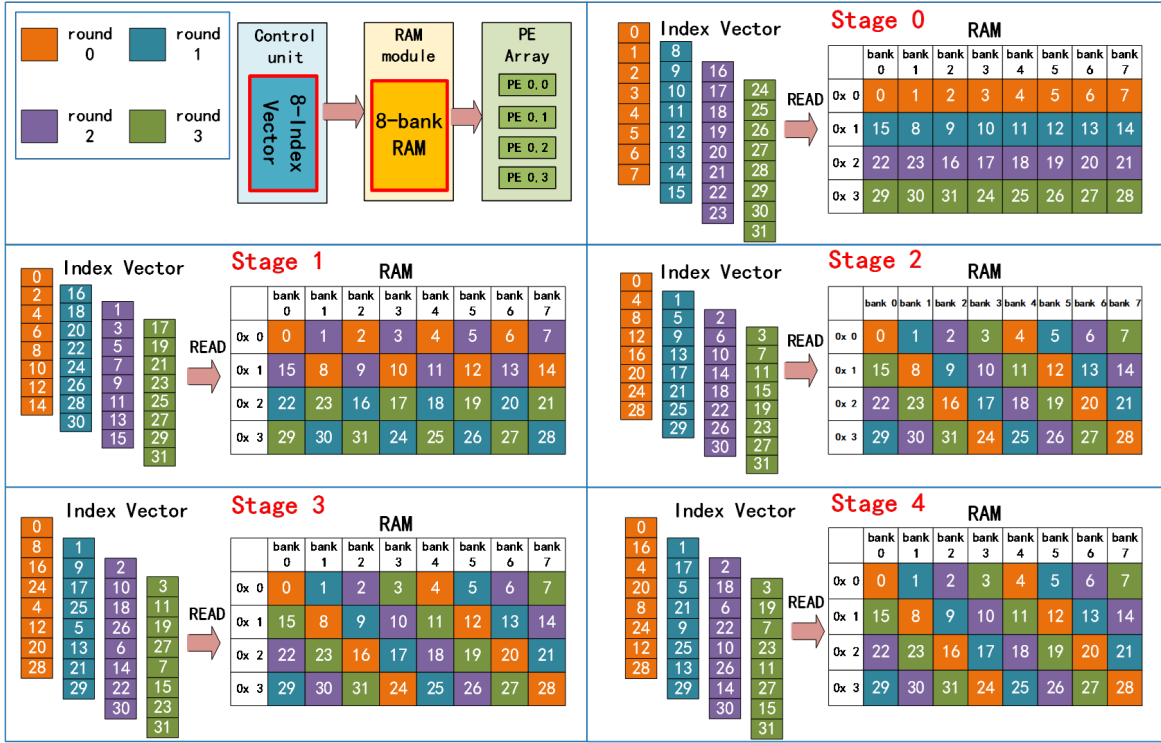 round 0
round 1
round 2
round 3
Control unit
8-Index Vector
RAM module
8-bank RAM
PE Array
PE 0,0
PE 0,1
PE 0,2
PE 0,3
Stage 0
Index Vector
RAM
0 1 2 3 4 5 6 7
8 9 10 11 12 13 14 15
16 17 18 19 20 21 22 23
24 25 26 27 28 29 30 31
READ
bank 0 bank 1 bank 2 bank 3 bank 4 bank 5 bank 6 bank 7
0x 0 0 1 2 3 4 5 6 7
0x 1 15 8 9 10 11 12 13 14
0x 2 22 23 16 17 18 19 20 21
0x 3 29 30 31 24 25 26 27 28
Stage 1
Index Vector
RAM
0 2 4 6 8 10 12 14
16 18 20 22 24 26 28 30
1 3 5 7 9 11 13 15
17 19 21 23 25 27 29 31
READ
bank 0 bank 1 bank 2 bank 3 bank 4 bank 5 bank 6 bank 7
0x 0 0 1 2 3 4 5 6 7
0x 1 15 8 9 10 11 12 13 14
0x 2 22 23 16 17 18 19 20 21
0x 3 29 30 31 24 25 26 27 28
Stage 2
Index Vector
RAM
0 4 8 12 16 20 24 28
1 5 9 13 17 21 25 29
2 6 10 14 18 22 26 30
3 7 11 15 19 23 27 31
READ
bank 0 bank 1 bank 2 bank 3 bank 4 bank 5 bank 6 bank 7
0x 0 0 1 2 3 4 5 6 7
0x 1 15 8 9 10 11 12 13 14
0x 2 22 23 16 17 18 19 20 21
0x 3 29 30 31 24 25 26 27 28
Stage 3
Index Vector
RAM
0 8 16 24 4 12 20 28
1 9 17 25 5 13 21 29
2 10 18 26 6 14 22 30
3 11 19 27 7 15 23 31
READ
bank 0 bank 1 bank 2 bank 3 bank 4 bank 5 bank 6 bank 7
0x 0 0 1 2 3 4 5 6 7
0x 1 15 8 9 10 11 12 13 14
0x 2 22 23 16 17 18 19 20 21
0x 3 29 30 31 24 25 26 27 28
Stage 4
Index Vector
RAM
0 16 4 20 8 24 12 28
1 17 5 21 9 25 13 29
2 18 6 22 10 26 14 30
3 19 7 23 11 27 15 31
READ
bank 0 bank 1 bank 2 bank 3 bank 4 bank 5 bank 6 bank 7
0x 0 0 1 2 3 4 5 6 7
0x 1 15 8 9 10 11 12 13 14
0x 2 22 23 16 17 18 19 20 21
0x 3 29 30 31 24 25 26 27 28